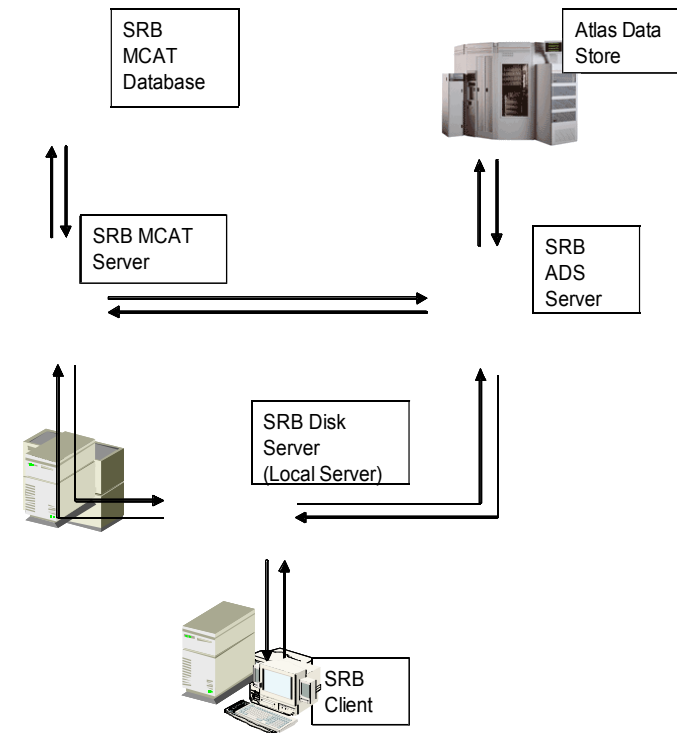 SRB
MCAT
Database
Atlas Data
Store
SRB MCAT
Server
SRB
ADS
Server
SRB Disk
Server
(Local Server)
SRB
Client